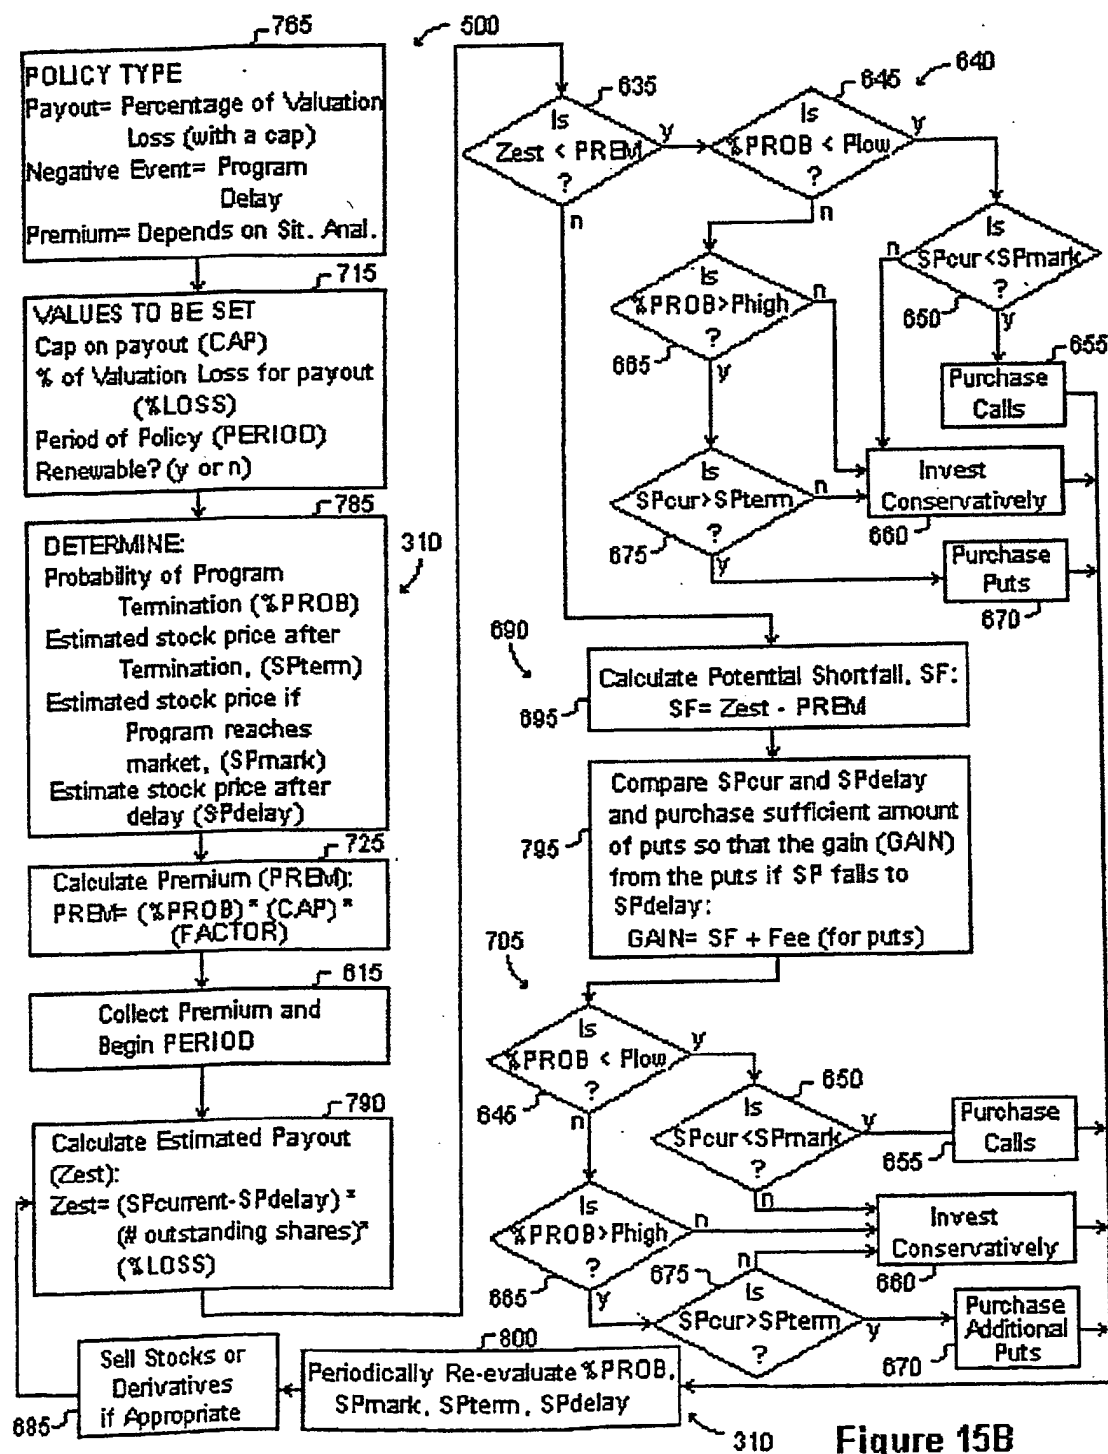 765
500
POLICY TYPE
Payout= Percentage of Valuation
Loss (with a cap)
Negative Event= Program
Delay
Premium= Depends on Sit. Anal.
715
VALUES TO BE SET
Cap on payout (CAP)
% of Valuation Loss for payout
(%LOSS)
Period of Policy (PERIOD)
Renewable? (y or n)
785
310
DETERMINE:
Probability of Program
Termination (%PROB)
Estimated stock price after
Termination, (SPterm)
Estimated stock price if
Program reaches
market, (SPmark)
Estimate stock price after
delay (SPdelay)
725
Calculate Premium (PREM):
PREM= (%PROB) * (CAP) *
(FACTOR)
615
Collect Premium and
Begin PERIOD
790
Calculate Estimated Payout
(Zest):
Zest= (SPcurrent-SPdelay) *
(# outstanding shares)*
(%LOSS)
635
Is
Zest < PREM
?
y
n
645
640
Is
%PROB < Plow
?
y
n
Is
SPcur<SPmark
?
n
y
650
655
Purchase
Calls
Is
%PROB>Phigh
?
n
y
665
Is
SPcur>SPterm
?
n
y
675
Invest
Conservatively
660
Purchase
Puts
670
690
Calculate Potential Shortfall, SF:
SF= Zest - PREM
695
Compare SPcur and SPdelay
and purchase sufficient amount
of puts so that the gain (GAIN)
from the puts if SP falls to
SPdelay:
GAIN= SF + Fee (for puts)
795
705
Is
%PROB < Plow
?
y
n
645
650
Is
SPcur<SPmark
?
y
n
Purchase
Calls
655
Is
%PROB>Phigh
?
n
y
665
Invest
Conservatively
660
675
n
Is
SPcur>SPterm
?
y
Purchase
Additional
Puts
670
800
Periodically Re-evaluate %PROB,
SPmark, SPterm, SPdelay
310
Sell Stocks or
Derivatives
if Appropriate
685
Figure 15B